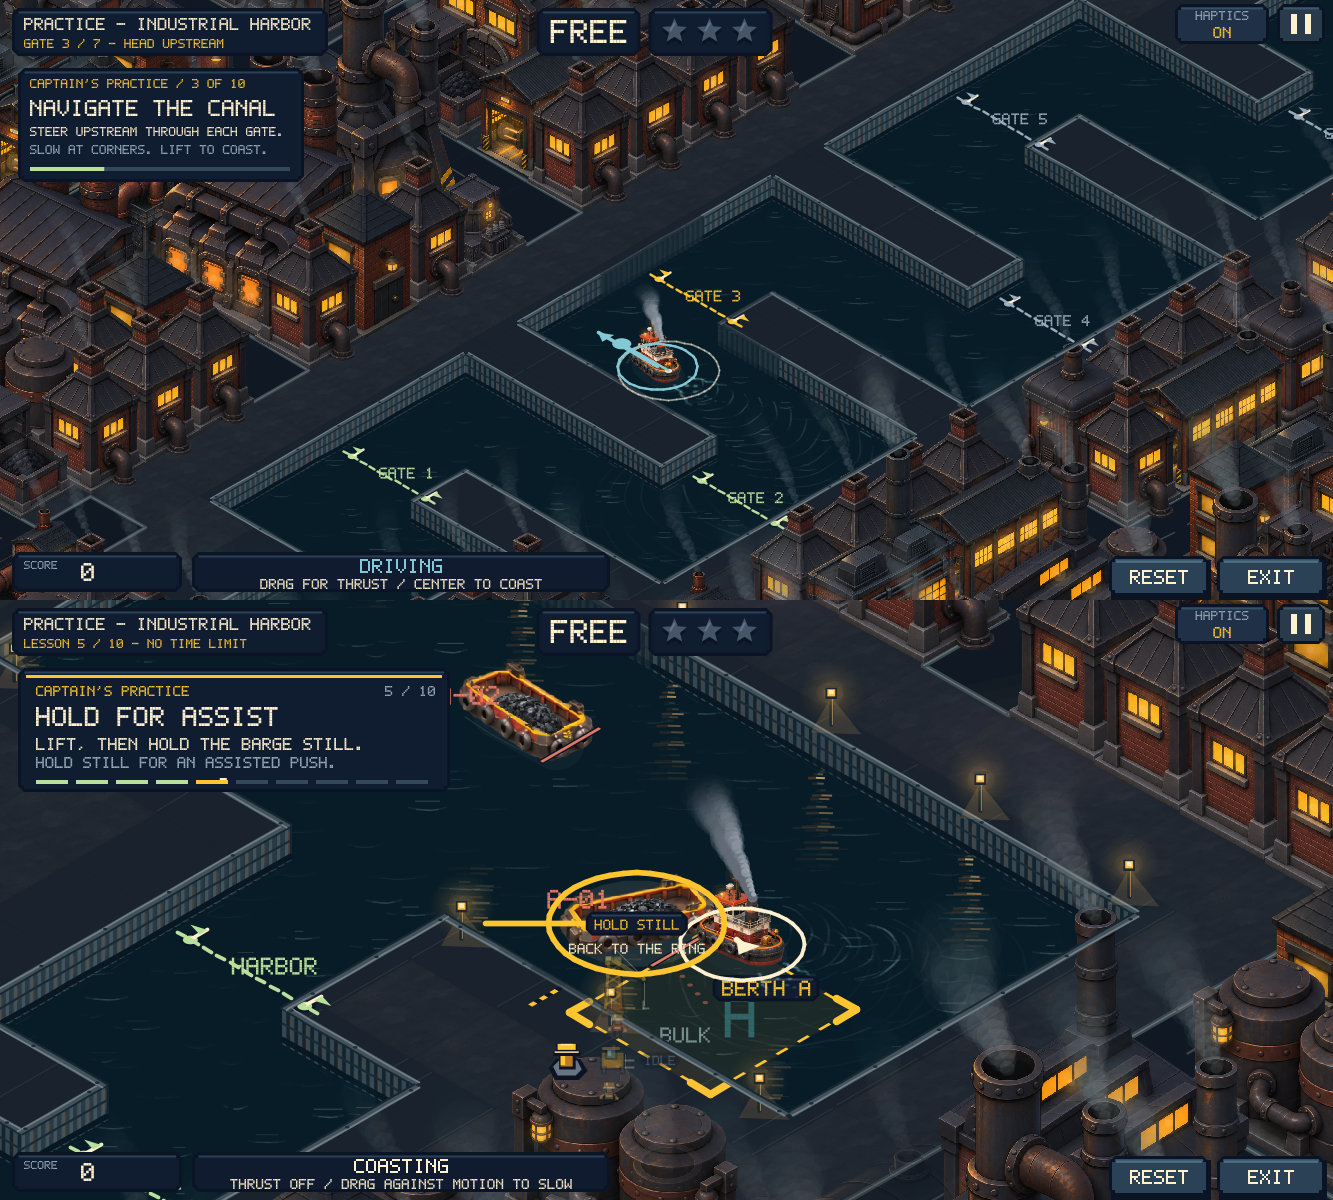 PRACTICE - INDUSTRIAL HARBOR
GATE 3 / 7 - HEAD UPSTREAM
FREE
HAPTICS
ON
CAPTAIN'S PRACTICE / 3 OF 10
NAVIGATE THE CANAL
STEER UPSTREAM THROUGH EACH GATE.
SLOW AT CORNERS. LIFT TO COAST.
GATE 5
GATE 3
GATE 4
GATE 1
GATE 2
SCORE 0
DRIVING
DRAG FOR THRUST / CENTER TO COAST
RESET
EXIT
PRACTICE - INDUSTRIAL HARBOR
LESSON 5 / 10 - NO TIME LIMIT
FREE
HAPTICS
ON
CAPTAIN'S PRACTICE 5 / 10
HOLD FOR ASSIST
LIFT, THEN HOLD THE BARGE STILL.
HOLD STILL FOR AN ASSISTED PUSH.
A-01
HOLD STILL
BACK TO THE RING
HARBOR
BERTH A
H
BULK
IDLE
SCORE 0
COASTING
THRUST OFF / DRAG AGAINST MOTION TO SLOW
RESET
EXIT